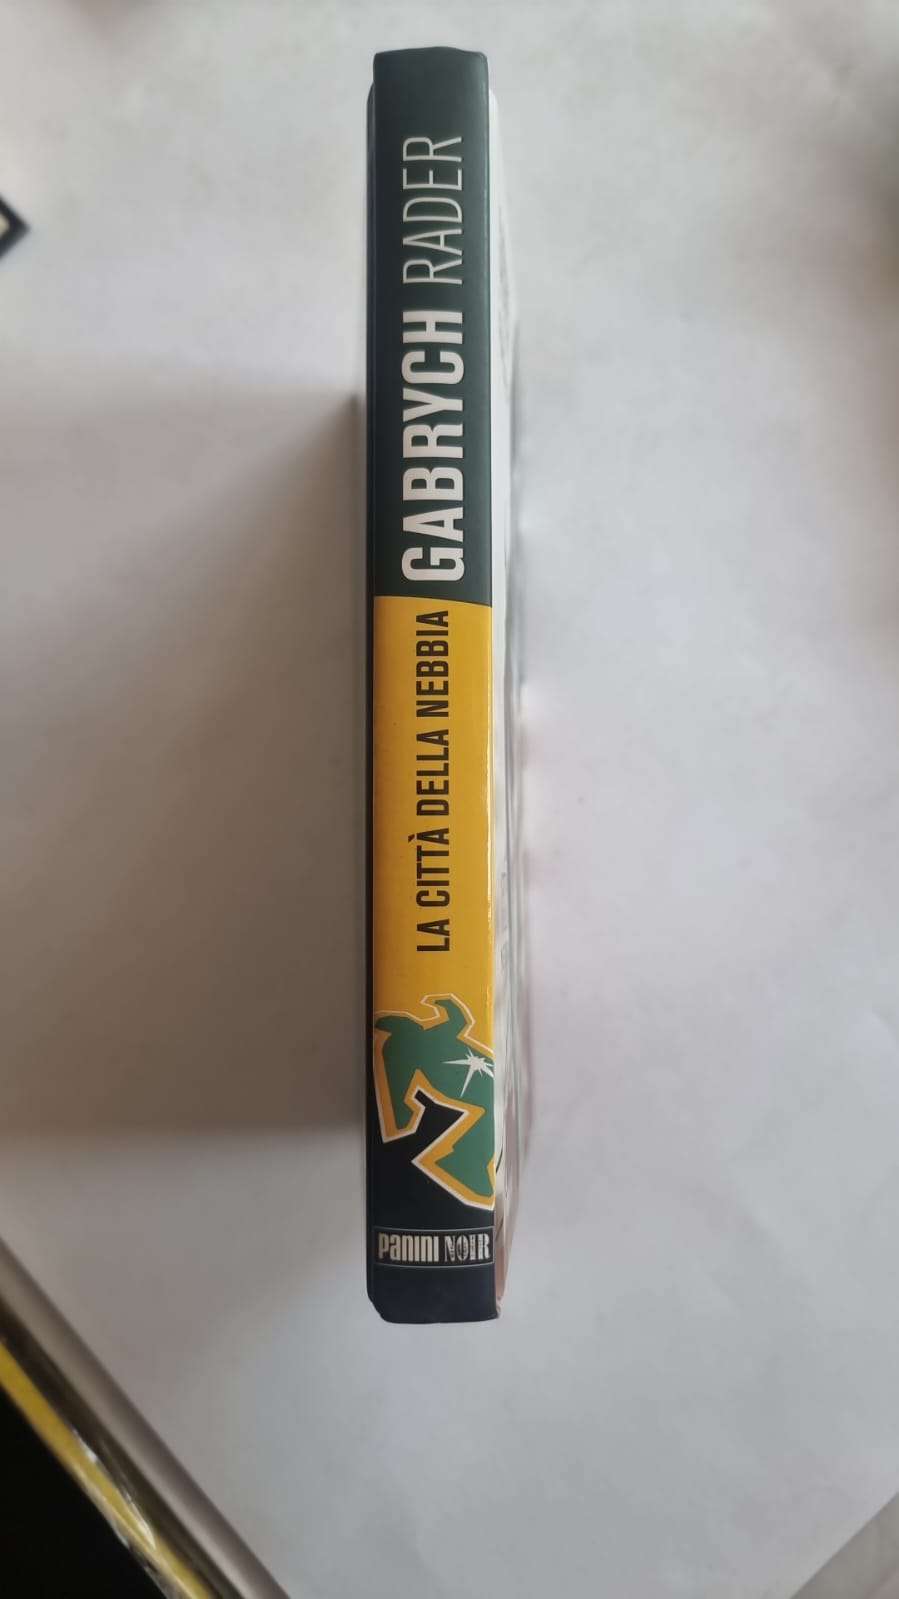 GABRYCH RADER
LA CITTÀ DELLA NEBBIA
PANINI NOIR